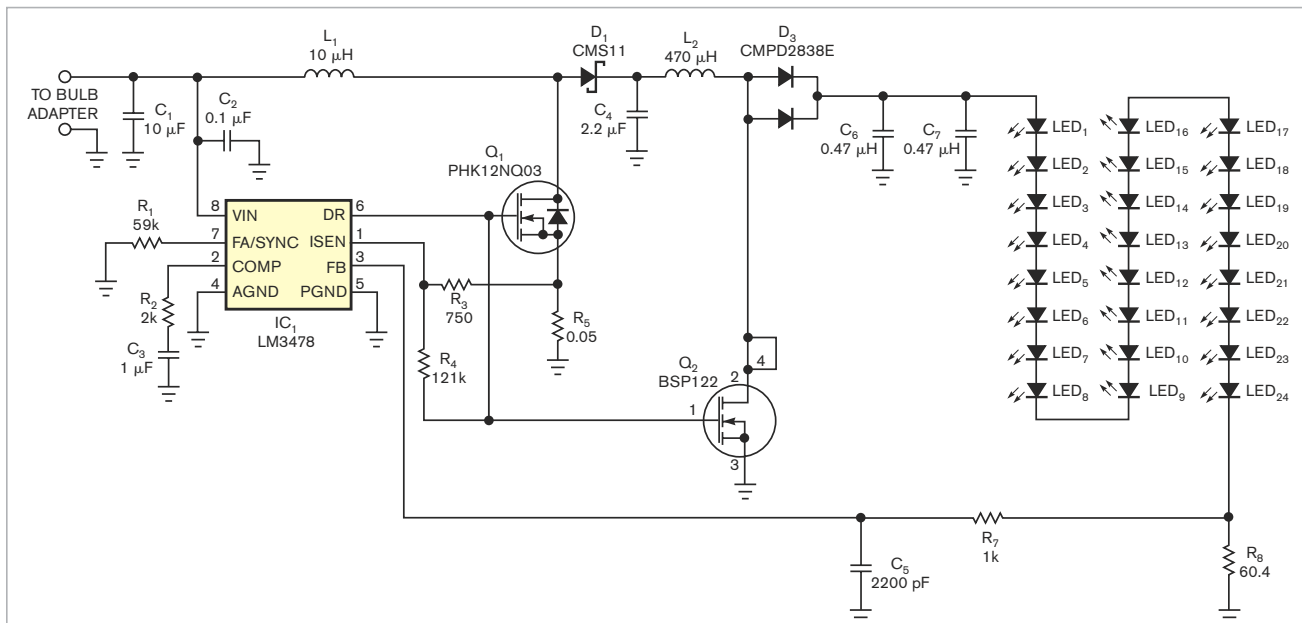 TO BULB
ADAPTER
C₁
10 μF
C₂
0.1 μF
L₁
10 μH
D₁
CMS11
C₄
2.2 μF
L₂
470 μH
D₃
CMPD2838E
C₆
0.47 μH
C₇
0.47 μH
Q₁
PHK12NQ03
R₁
59k
8 VIN DR 6
7 FA/SYNC ISEN 1
2 COMP FB 3
4 AGND PGND 5
IC₁
LM3478
R₂
2k
C₃
1 μF
R₃
750
R₄
121k
R₅
0.05
Q₂
BSP122
4
2
1
3
LED₁ LED₁₆ LED₁₇
LED₂ LED₁₅ LED₁₈
LED₃ LED₁₄ LED₁₉
LED₄ LED₁₃ LED₂₀
LED₅ LED₁₂ LED₂₁
LED₆ LED₁₁ LED₂₂
LED₇ LED₁₀ LED₂₃
LED₈ LED₉ LED₂₄
C₅
2200 pF
R₇
1k
R₈
60.4